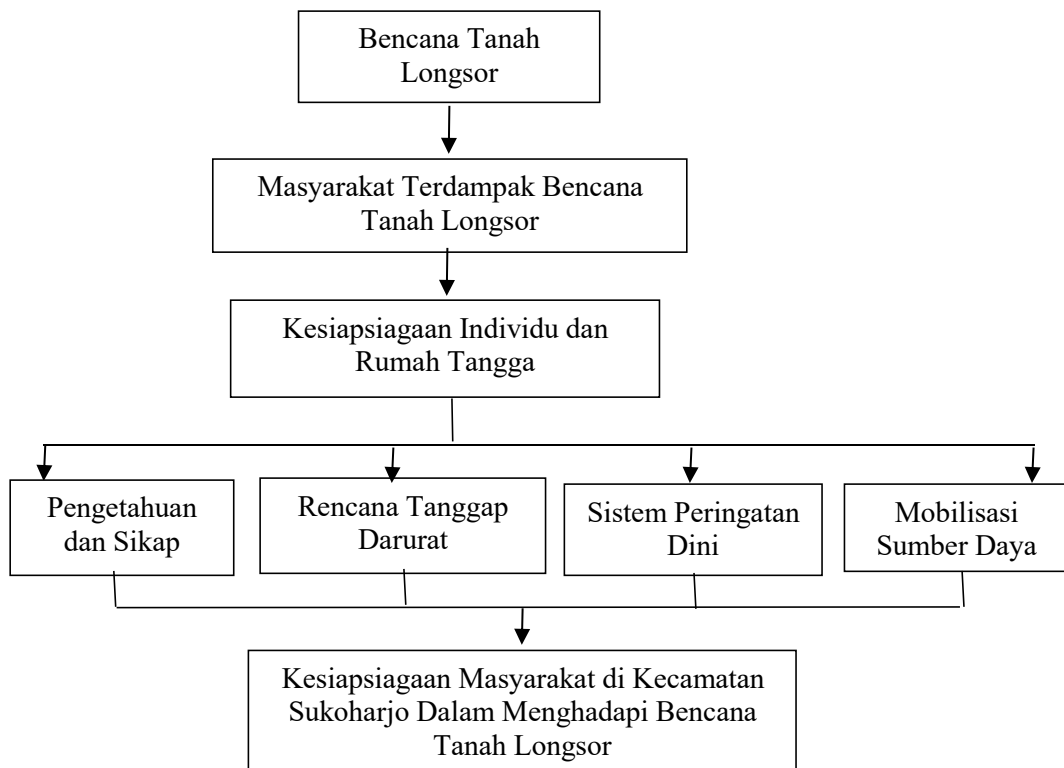 Bencana Tanah
Longsor
Masyarakat Terdampak Bencana
Tanah Longsor
Kesiapsiagaan Individu dan
Rumah Tangga
Pengetahuan
dan Sikap
Rencana Tanggap
Darurat
Sistem Peringatan
Dini
Mobilisasi
Sumber Daya
Kesiapsiagaan Masyarakat di Kecamatan
Sukoharjo Dalam Menghadapi Bencana
Tanah Longsor